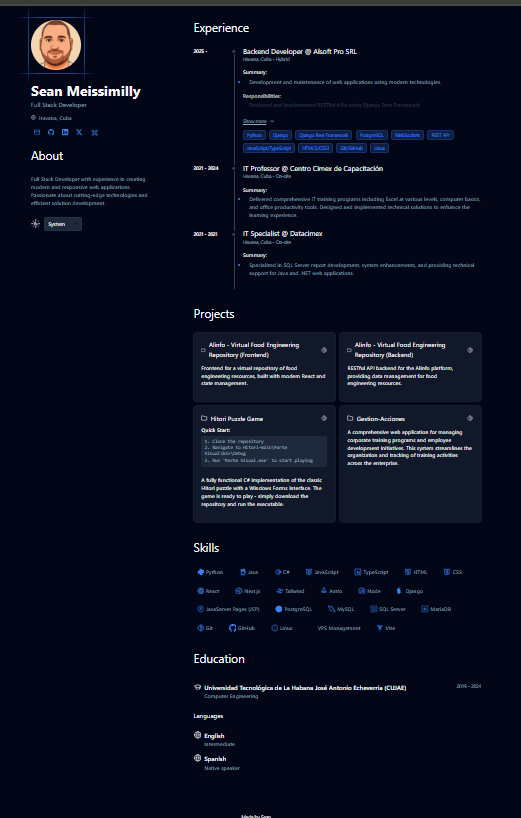 Sean Meissimilly
Full Stack Developer
Havana, Cuba
About
Full Stack Developer with experience in creating
modern and responsive web applications.
Passionate about cutting-edge technologies and
efficient solution development
System
Experience
2025 -
Backend Developer @ Alsoft Pro SRL
Havana, Cuba - Hybrid
Summary:
Development and maintenance of web applications using modern technologies.
Responsibilities:
Designed and implemented RESTful APIs using Django Rest Framework
Show more
Python Django Django Rest Framework PostgreSQL WebSockets REST API
JavaScript/TypeScript HTML5/CSS3 Git/GitHub Linux
2021 - 2024
IT Professor @ Centro Cimex de Capacitación
Havana, Cuba - On-site
Summary:
Delivered comprehensive IT training programs including Excel at various levels, computer basics,
and office productivity tools. Designed and implemented technical solutions to enhance the
learning experience.
2021 - 2021
IT Specialist @ Datacimex
Havana, Cuba - On-site
Summary:
Specialized in SQL Server report development, system enhancements, and providing technical
support for Java and .NET web applications.
Projects
Alinfo - Virtual Food Engineering
Repository (Frontend)
Frontend for a virtual repository of food
engineering resources, built with modern React and
state management.
Alinfo - Virtual Food Engineering
Repository (Backend)
RESTful API backend for the Alinfo platform,
providing data management for food
engineering resources.
Hitori Puzzle Game
Quick Start:
1. Clone the repository
2. Navigate to Hitori-main\Parte
Visual\bin\Debug
3. Run 'Parte Visual.exe' to start playing
A fully functional C# implementation of the classic
Hitori puzzle with a Windows Forms interface. The
game is ready to play - simply download the
repository and run the executable.
Gestion-Acciones
A comprehensive web application for managing
corporate training programs and employee
development initiatives. This system streamlines the
organization and tracking of training activities
across the enterprise.
Skills
Python Java C# JavaScript TypeScript HTML CSS
React Next.js Tailwind Astro Node Django
JavaServer Pages (JSP) PostgreSQL MySQL SQL Server MariaDB
Git GitHub Linux VPS Management Vite
Education
Universidad Tecnológica de La Habana José Antonio Echeverría (CUJAE)
2019 - 2024
Computer Engineering
Languages
English
Intermediate
Spanish
Native speaker
Made by Sean